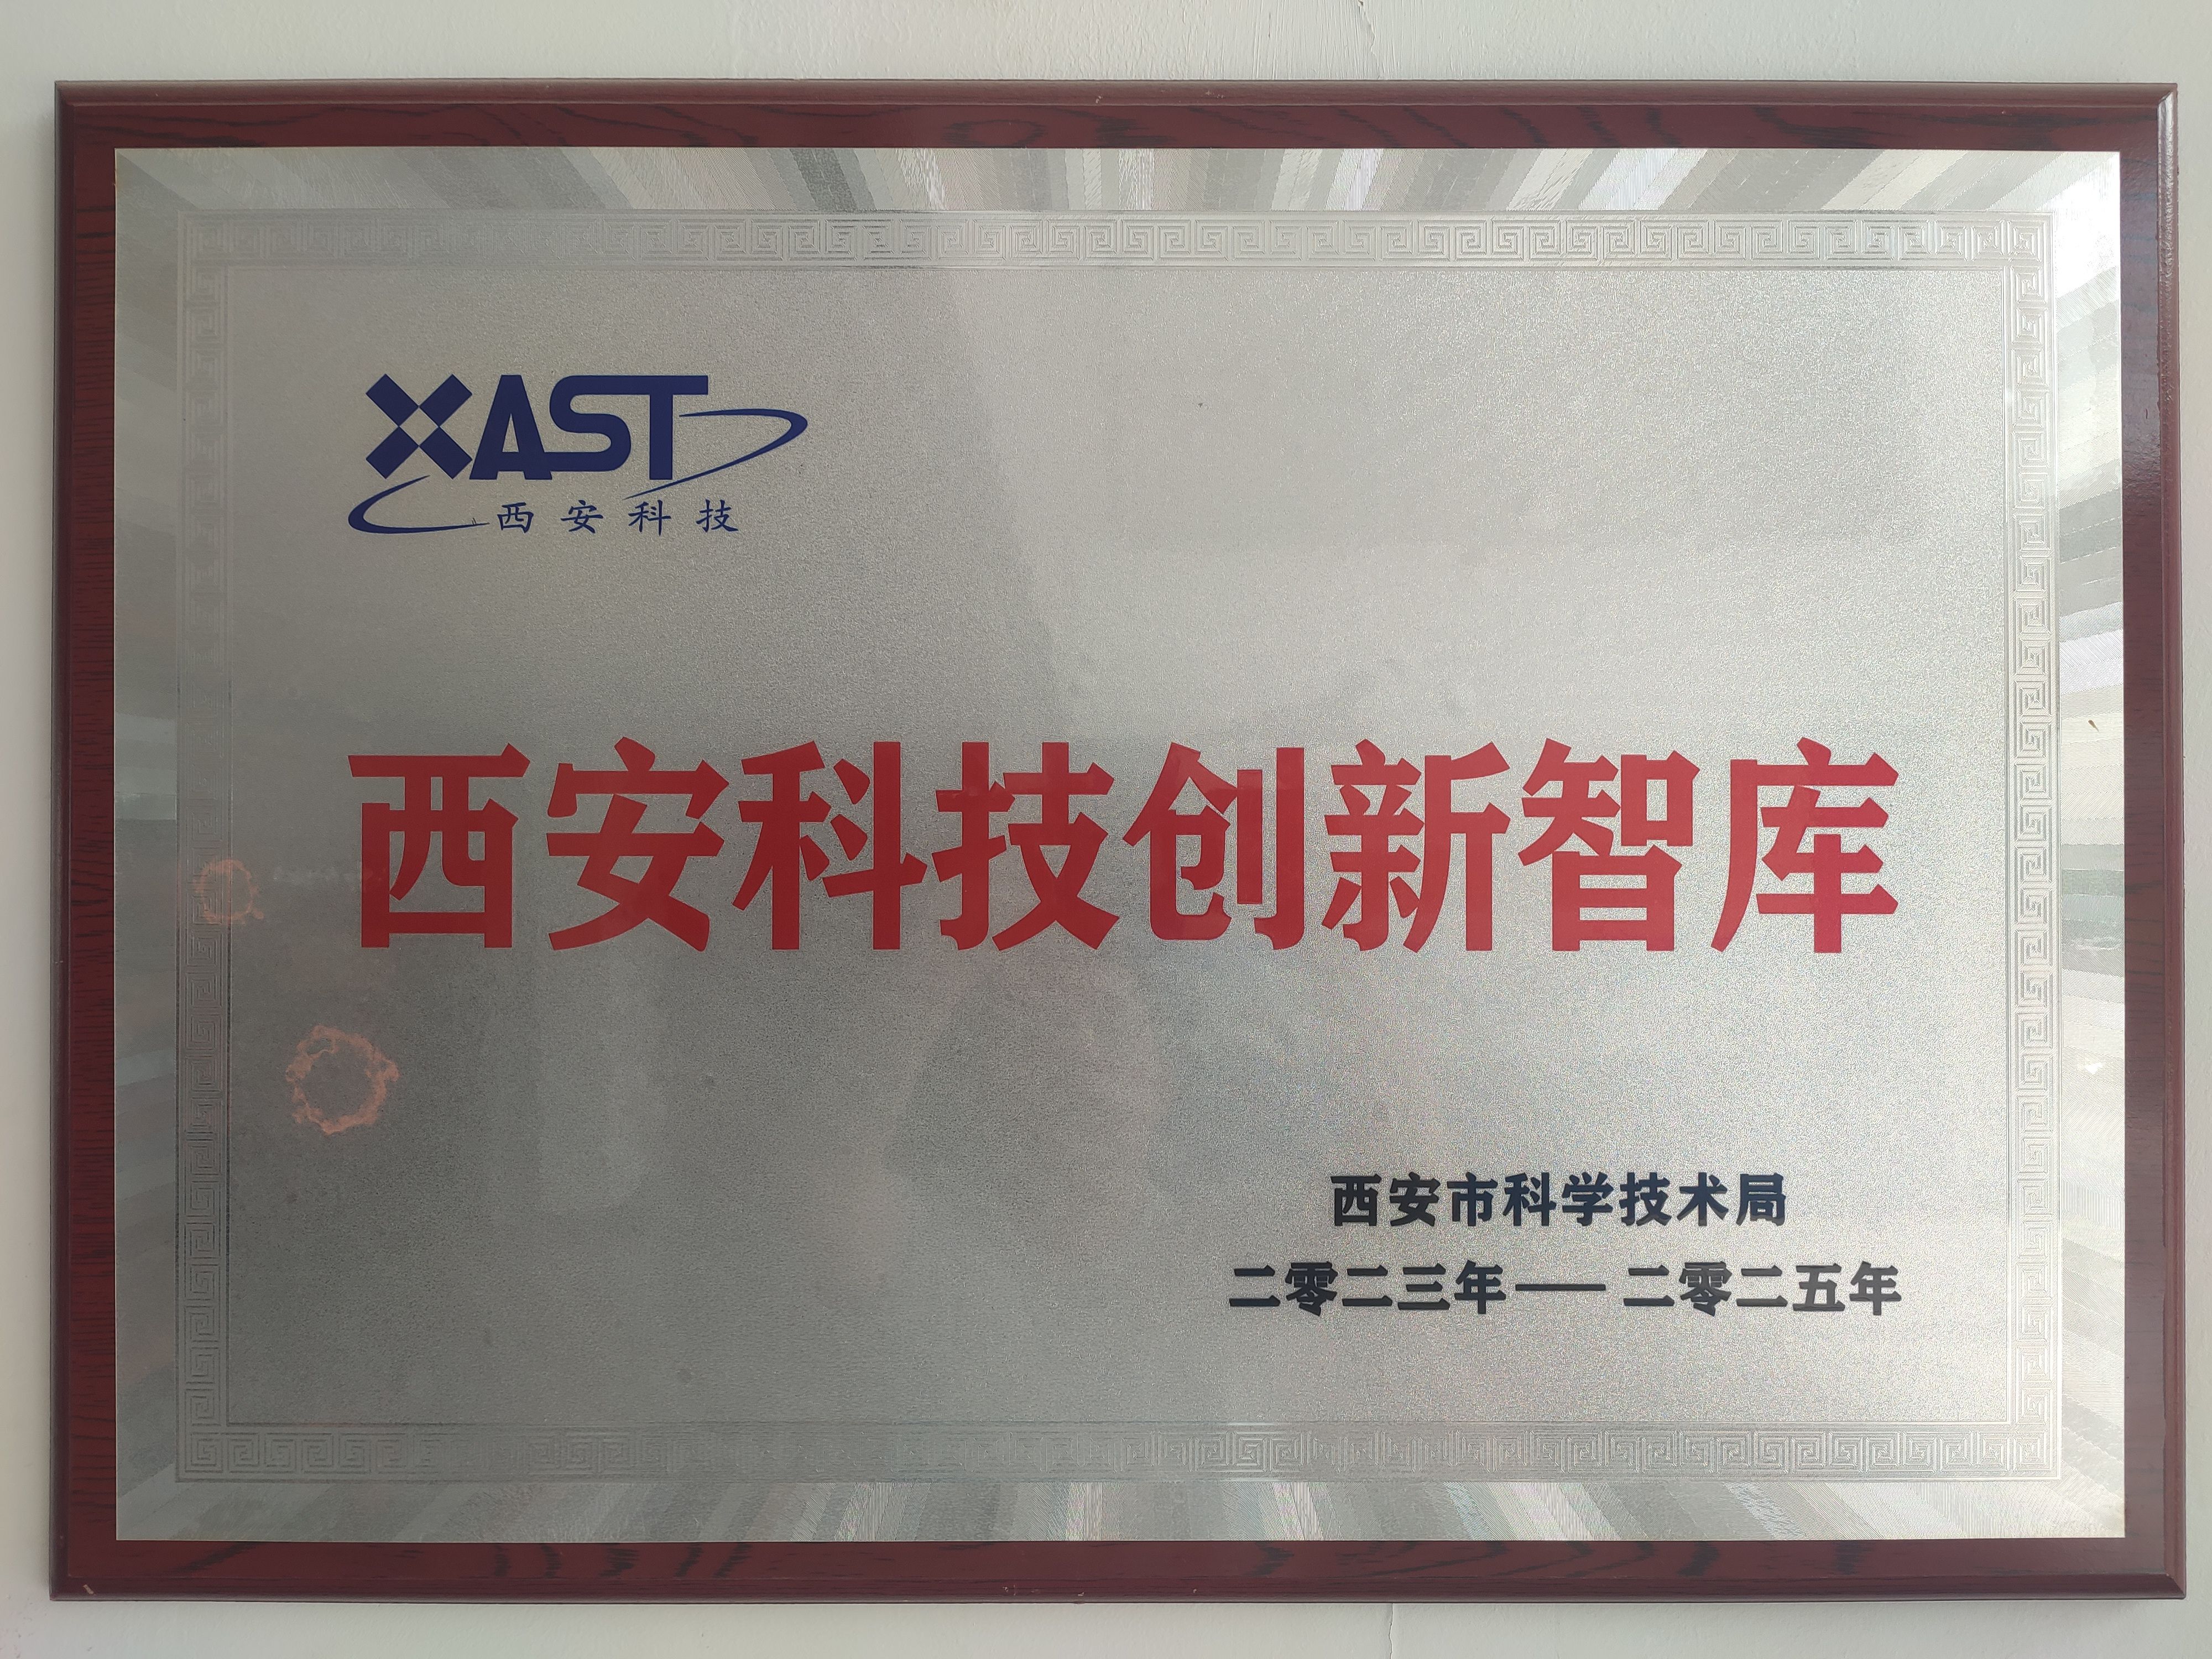 XAST
西安科技
西安科技创新智库
西安市科学技术局
二零二三年——二零二五年